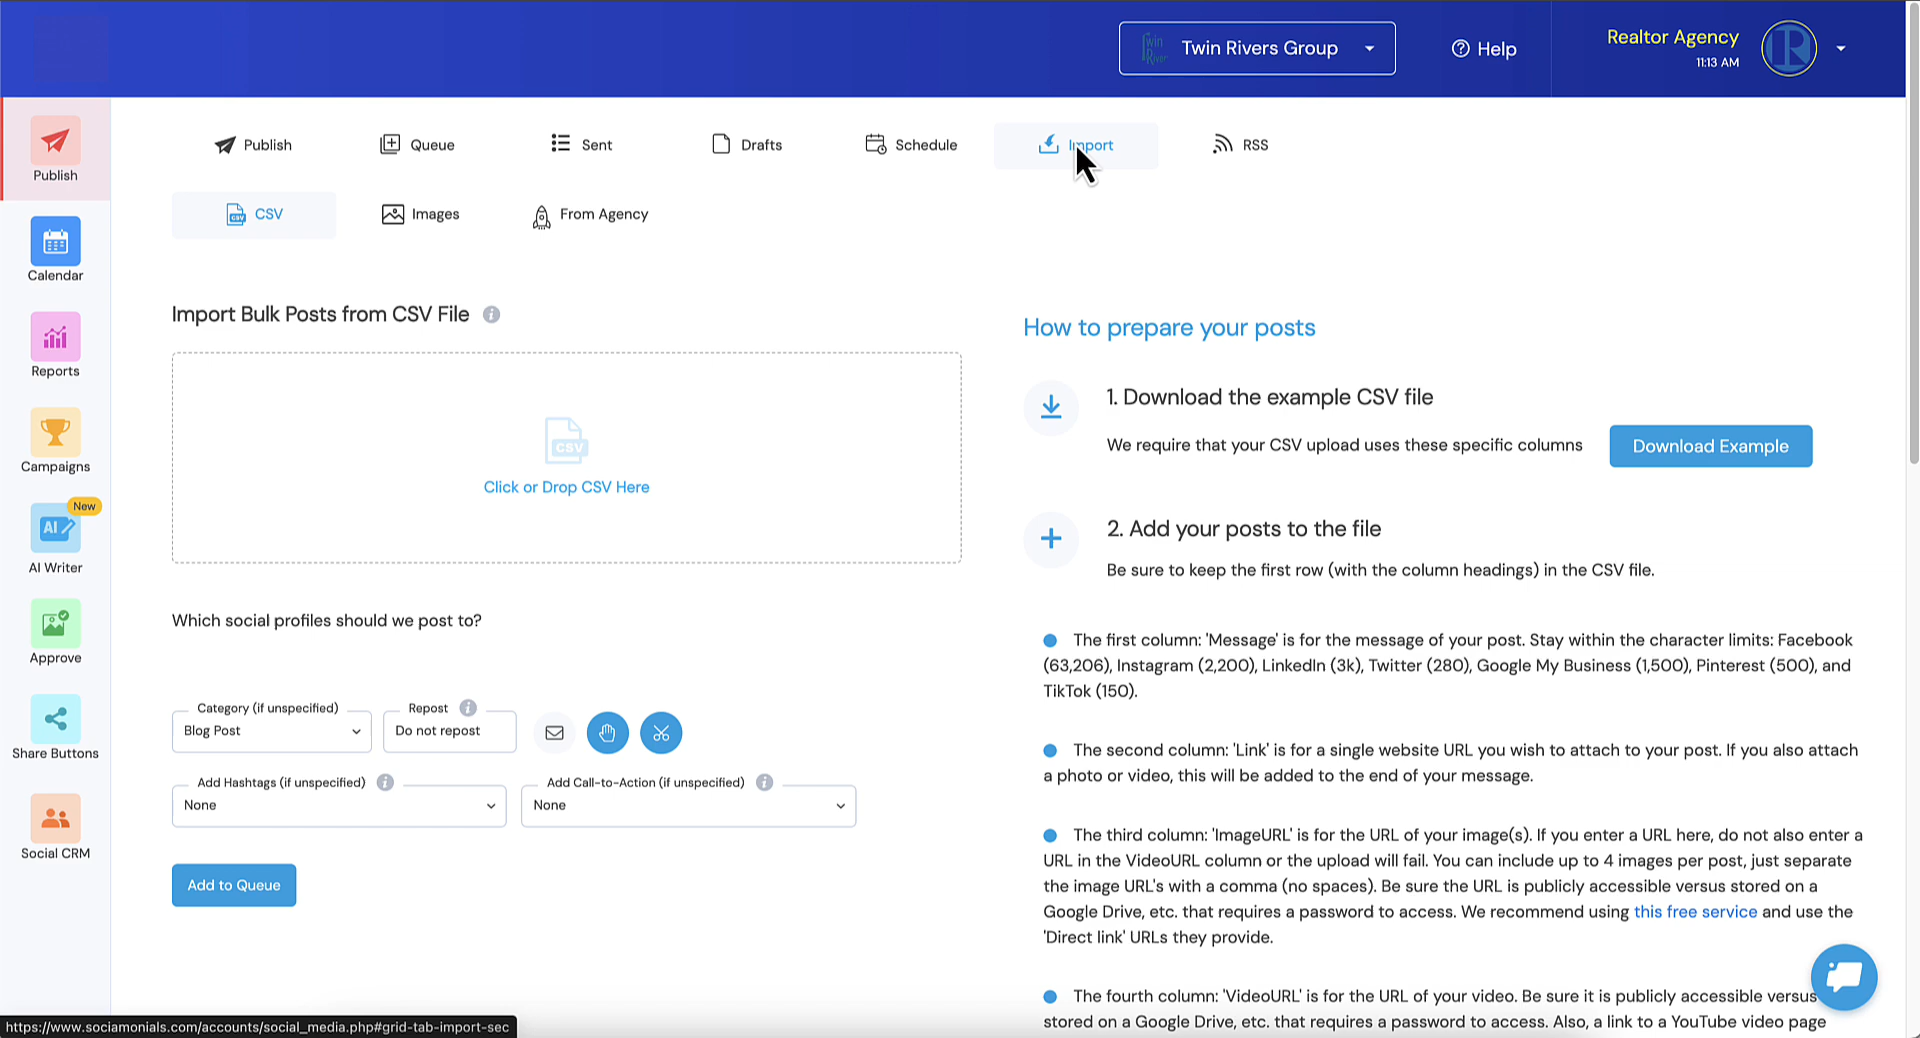 Twin Rivers Group
Help
Realtor Agency
11:13 AM
Publish
Queue
Sent
Drafts
Schedule
Import
RSS
CSV
Images
From Agency
Publish
Calendar
Reports
Campaigns
New
AI Writer
Approve
Share Buttons
Social CRM
Import Bulk Posts from CSV File
CSV
Click or Drop CSV Here
Which social profiles should we post to?
Category (if unspecified)
Blog Post
Repost
Do not repost
Add Hashtags (if unspecified)
None
Add Call-to-Action (if unspecified)
None
Add to Queue
How to prepare your posts
1. Download the example CSV file
We require that your CSV upload uses these specific columns
Download Example
2. Add your posts to the file
Be sure to keep the first row (with the column headings) in the CSV file.
The first column: 'Message' is for the message of your post. Stay within the character limits: Facebook
(63,206), Instagram (2,200), LinkedIn (3k), Twitter (280), Google My Business (1,500), Pinterest (500), and
TikTok (150).
The second column: 'Link' is for a single website URL you wish to attach to your post. If you also attach
a photo or video, this will be added to the end of your message.
The third column: 'ImageURL' is for the URL of your image(s). If you enter a URL here, do not also enter a
URL in the VideoURL column or the upload will fail. You can include up to 4 images per post, just separate
the image URL's with a comma (no spaces). Be sure the URL is publicly accessible versus stored on a
Google Drive, etc. that requires a password to access. We recommend using this free service and use the
'Direct link' URLs they provide.
The fourth column: 'VideoURL' is for the URL of your video. Be sure it is publicly accessible versus
stored on a Google Drive, etc. that requires a password to access. Also, a link to a YouTube video page
https://www.sociamonials.com/accounts/social_media.php#grid-tab-import-sec